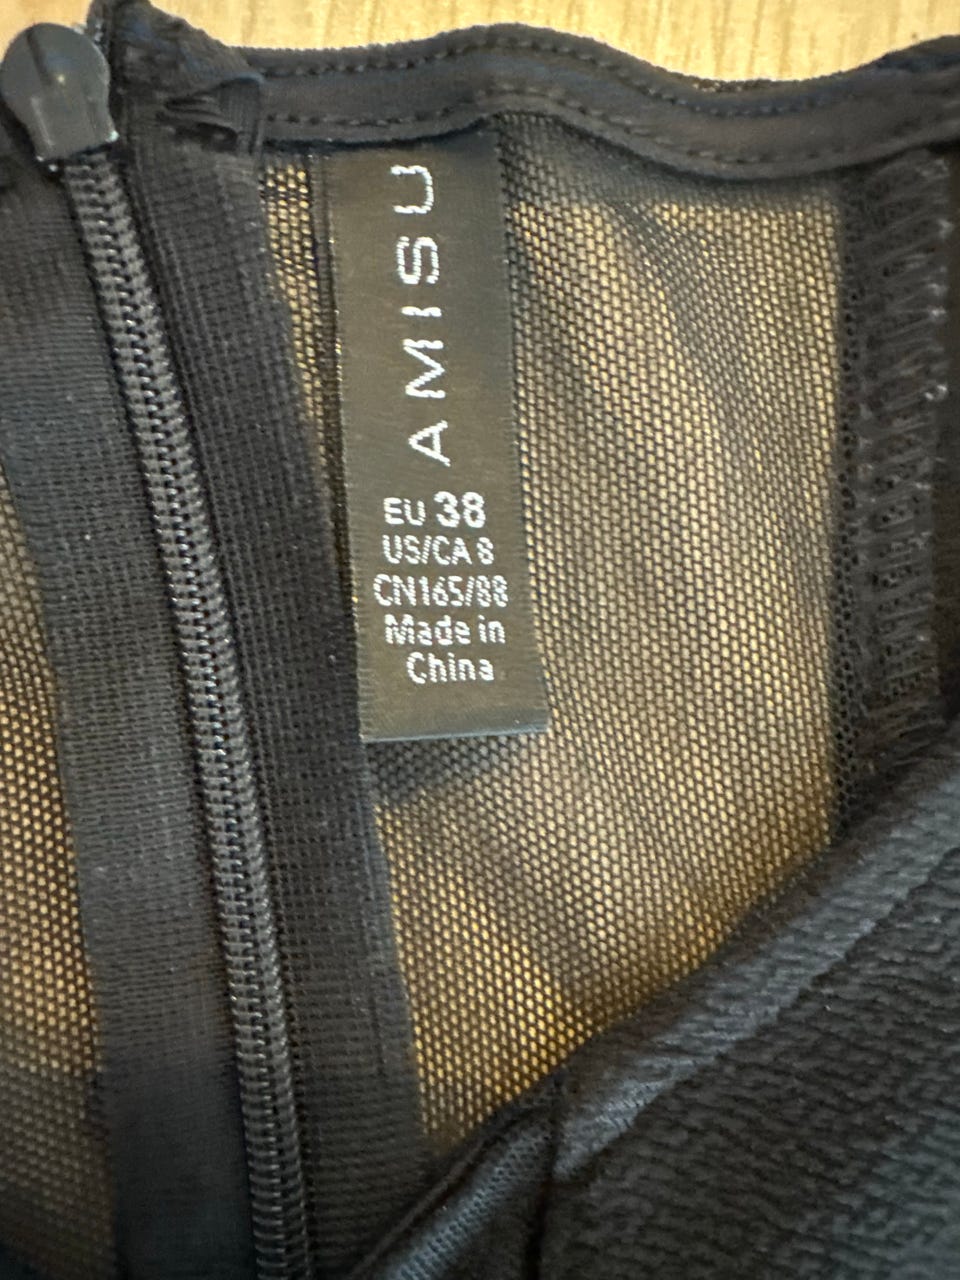 AMISU
EU 38
US/CA 8
CN165/88
Made in
China